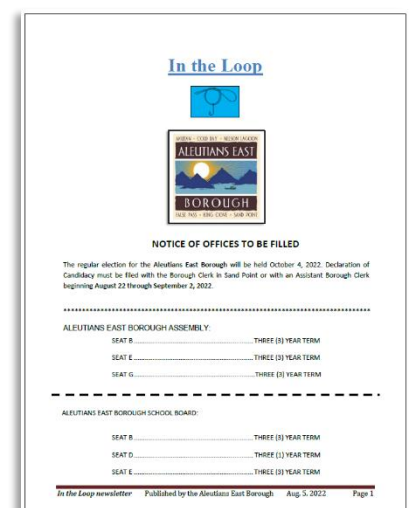 In the Loop
AKUTAN • COLD BAY • NELSON LAGOON
ALEUTIANS EAST
BOROUGH
FALSE PASS • KING COVE • SAND POINT
NOTICE OF OFFICES TO BE FILLED
The regular election for the Aleutians East Borough will be held October 4, 2022. Declaration of
Candidacy must be filed with the Borough Clerk in Sand Point or with an Assistant Borough Clerk
beginning August 22 through September 2, 2022.
ALEUTIANS EAST BOROUGH ASSEMBLY:
SEAT B.......................................................THREE (3) YEAR TERM
SEAT E.......................................................THREE (3) YEAR TERM
SEAT G.......................................................THREE (3) YEAR TERM
ALEUTIANS EAST BOROUGH SCHOOL BOARD:
SEAT B.......................................................THREE (3) YEAR TERM
SEAT D.......................................................THREE (1) YEAR TERM
SEAT E.......................................................THREE (3) YEAR TERM
In the Loop newsletter Published by the Aleutians East Borough Aug. 5. 2022 Page 1